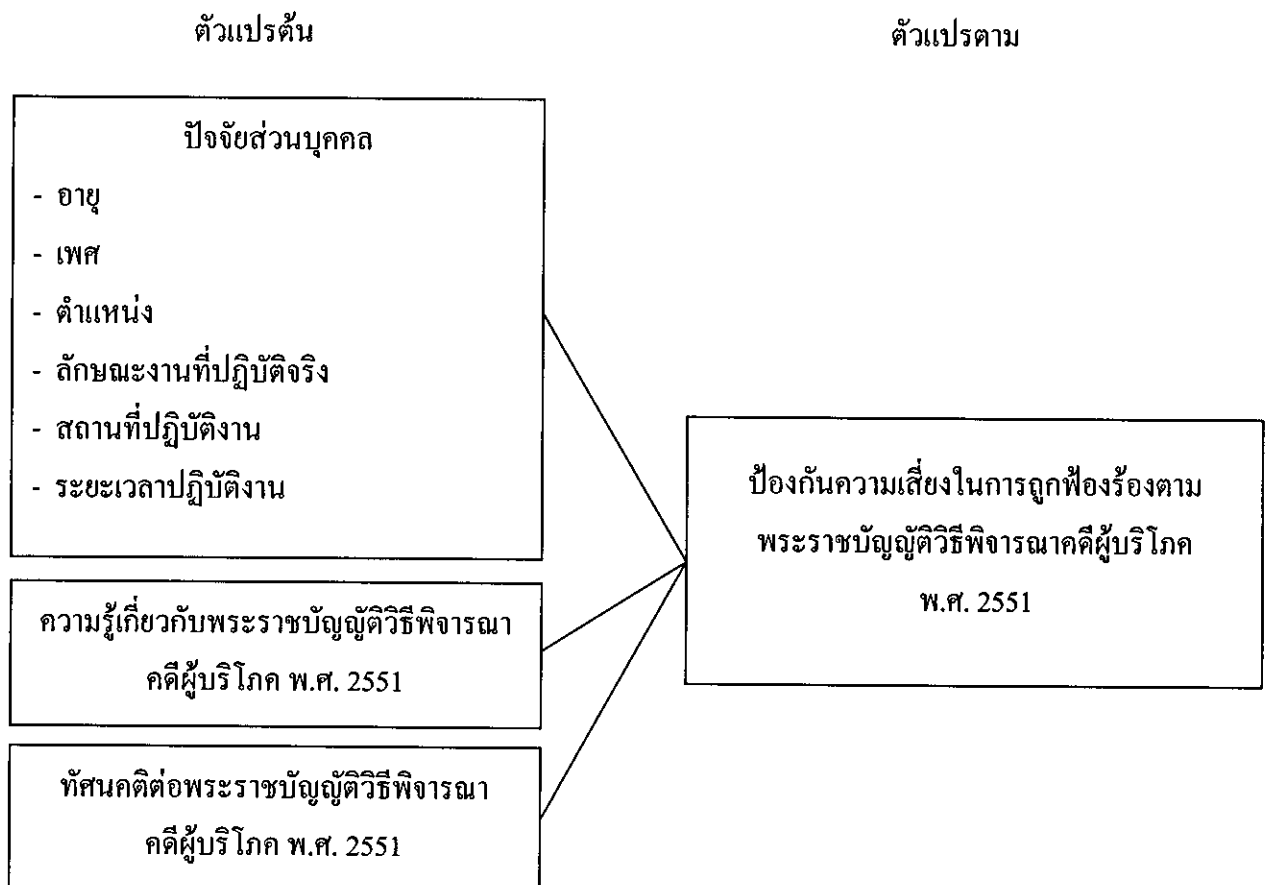 ตัวแปรต้น
ตัวแปรตาม
ปัจจัยส่วนบุคคล
- อายุ
- เพศ
- ตำแหน่ง
- ลักษณะงานที่ปฏิบัติจริง
- สถานที่ปฏิบัติงาน
- ระยะเวลาปฏิบัติงาน
ความรู้เกี่ยวกับพระราชบัญญัติวิธีพิจารณา
คดีผู้บริโภค พ.ศ. 2551
ทัศนคติต่อพระราชบัญญัติวิธีพิจารณา
คดีผู้บริโภค พ.ศ. 2551
ป้องกันความเสี่ยงในการถูกฟ้องร้องตาม
พระราชบัญญัติวิธีพิจารณาคดีผู้บริโภค
พ.ศ. 2551